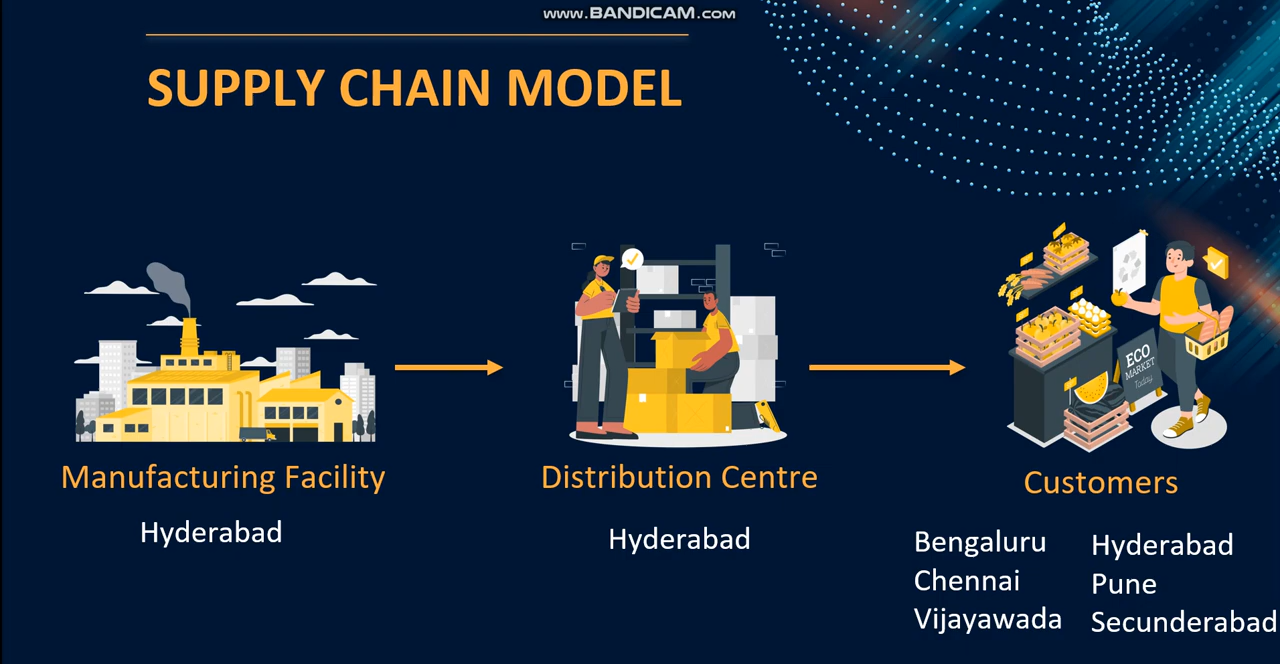 www.BANDICAM.com
SUPPLY CHAIN MODEL
ECO
MARKET
Today
Manufacturing Facility
Hyderabad
Distribution Centre
Hyderabad
Customers
Bengaluru
Chennai
Vijayawada
Hyderabad
Pune
Secunderabad